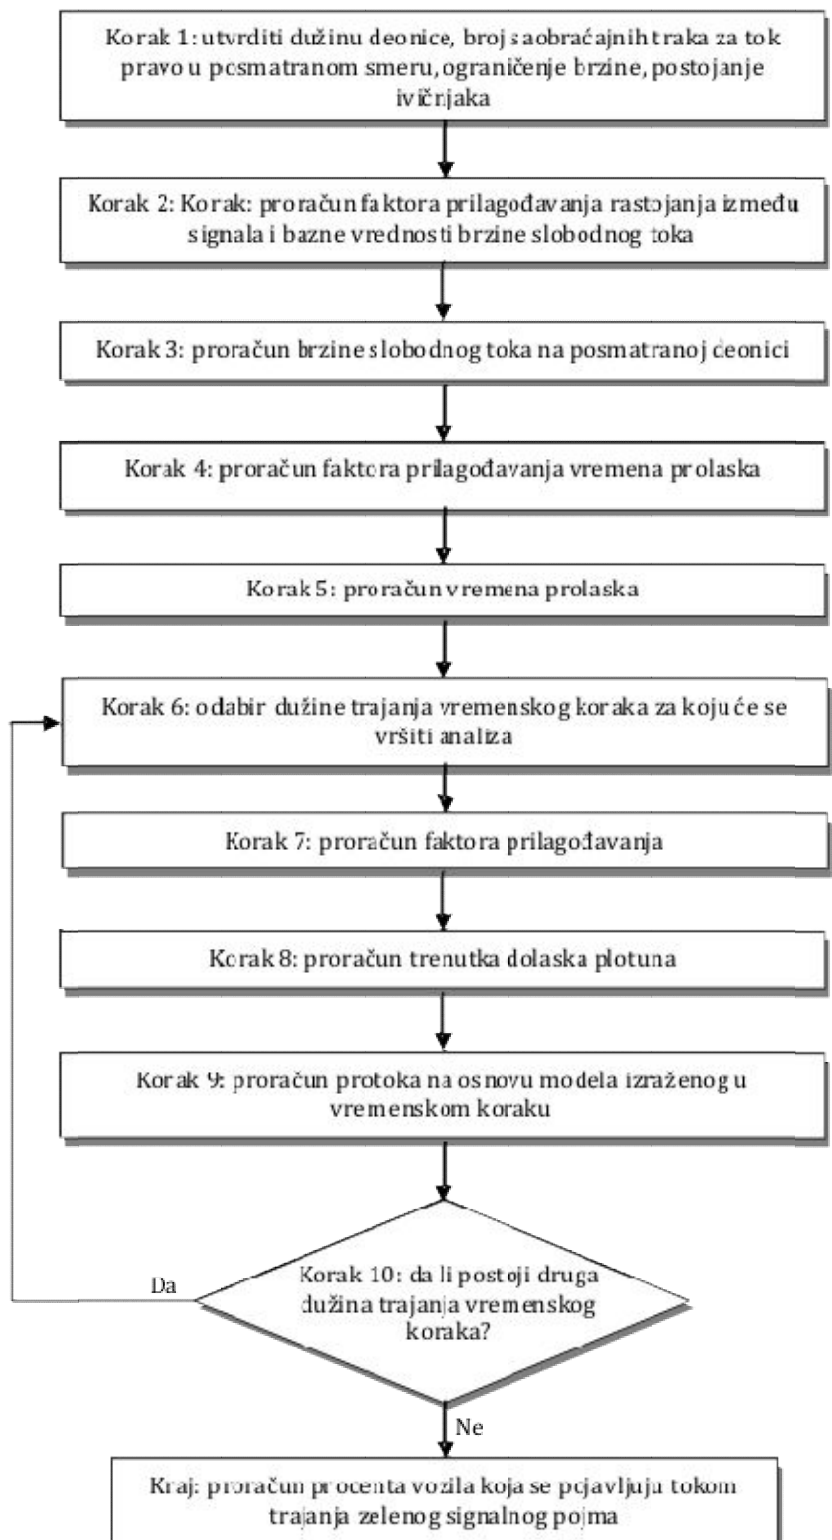 Korak 1: utvrditi dužinu deonice, broj saobraćajnih traka za tok
pravo u posmatranom smeru, ograničenje brzine, postojanje
ivičnjaka
Korak 2: Korak: proračun faktora prilagođavanja rastojanja između
signala i bazne vrednosti brzine slobodnog toka
Korak 3: proračun brzine slobodnog toka na posmatranoj deonici
Korak 4: proračun faktora prilagođavanja vremena prolaska
Korak 5: proračun vremena prolaska
Korak 6: odabir dužine trajanja vremenskog koraka za koju će se
vršiti analiza
Korak 7: proračun faktora prilagođavanja
Korak 8: proračun trenutka dolaska plotuna
Korak 9: proračun protoka na osnovu modela izraženog u
vremenskom koraku
Da
Korak 10: da li postoji druga
dužina trajanja vremenskog
koraka?
Ne
Kraj: proračun procenta vozila koja se pojavljuju tokom
trajanja zelenog signalnog pojma